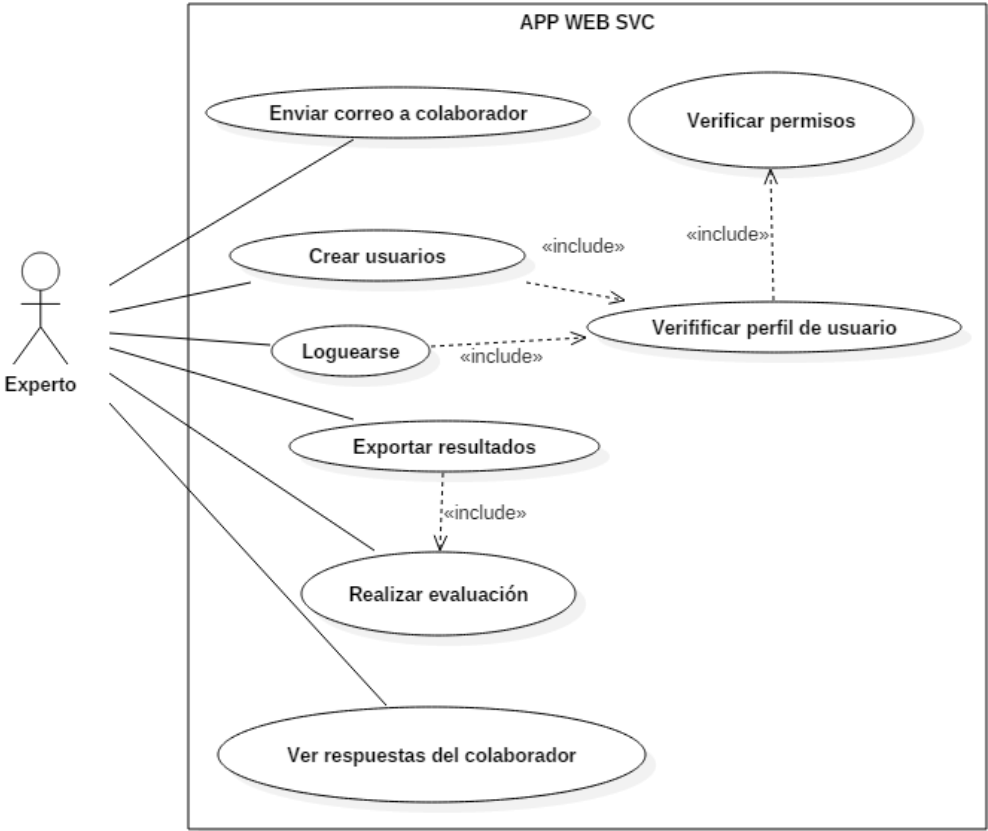 APP WEB SVC
Enviar correo a colaborador
Verificar permisos
«include»
Crear usuarios
«include»
Verifificar perfil de usuario
Loguearse
«include»
Experto
Exportar resultados
«include»
Realizar evaluación
Ver respuestas del colaborador